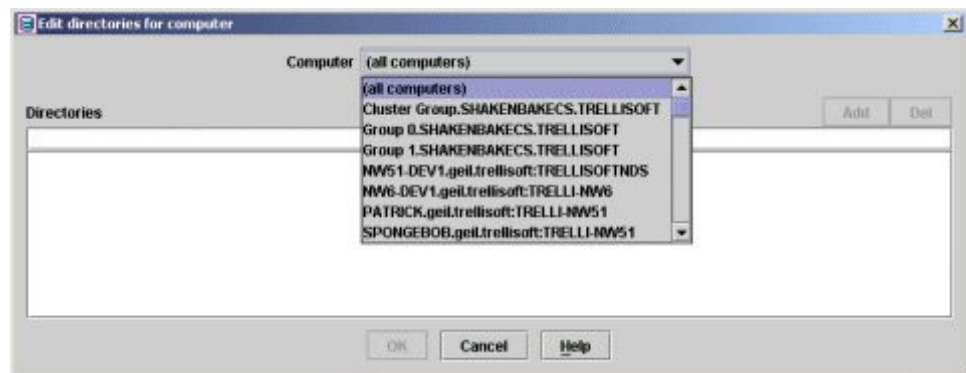 Edit directories for computer
Computer (all computers)
(all computers)
Cluster Group.SHAKENBAKECS.TRELLISOFT
Group 0.SHAKENBAKECS.TRELLISOFT
Group 1.SHAKENBAKECS.TRELLISOFT
NW51-DEV1.geil.trellisoft:TRELLISOFTNDS
NW6-DEV1.geil.trellisoft:TRELLI-NW6
PATRICK.geil.trellisoft:TRELLI-NW51
SPONGEBOB.geil.trellisoft:TRELLI-NW51
Directories
Add Del
OK Cancel Help